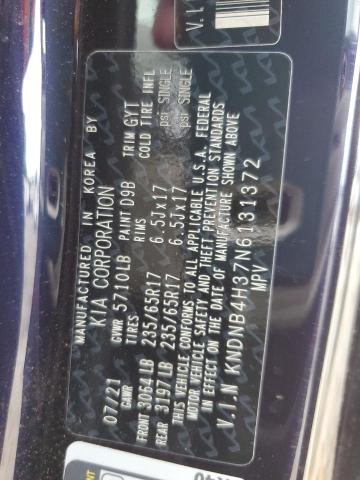 MANUFACTURED IN KOREA BY
KIA CORPORATION
07/21 GVWR 5710LB PAINT D9B TRIM GYT
GAWR TIRES RIMS COLD TIRE INFL
FRONT 3064LB 235/65R17 6.5Jx17 psi SINGLE
REAR 3197LB 235/65R17 6.5Jx17 psi SINGLE
THIS VEHICLE CONFORMS TO ALL APPLICABLE U.S.A. FEDERAL
MOTOR VEHICLE SAFETY AND THEFT PREVENTION STANDARDS
IN EFFECT ON THE DATE OF MANUFACTURE SHOWN ABOVE
V.I.N KNDNB4H37N6131372
MPV